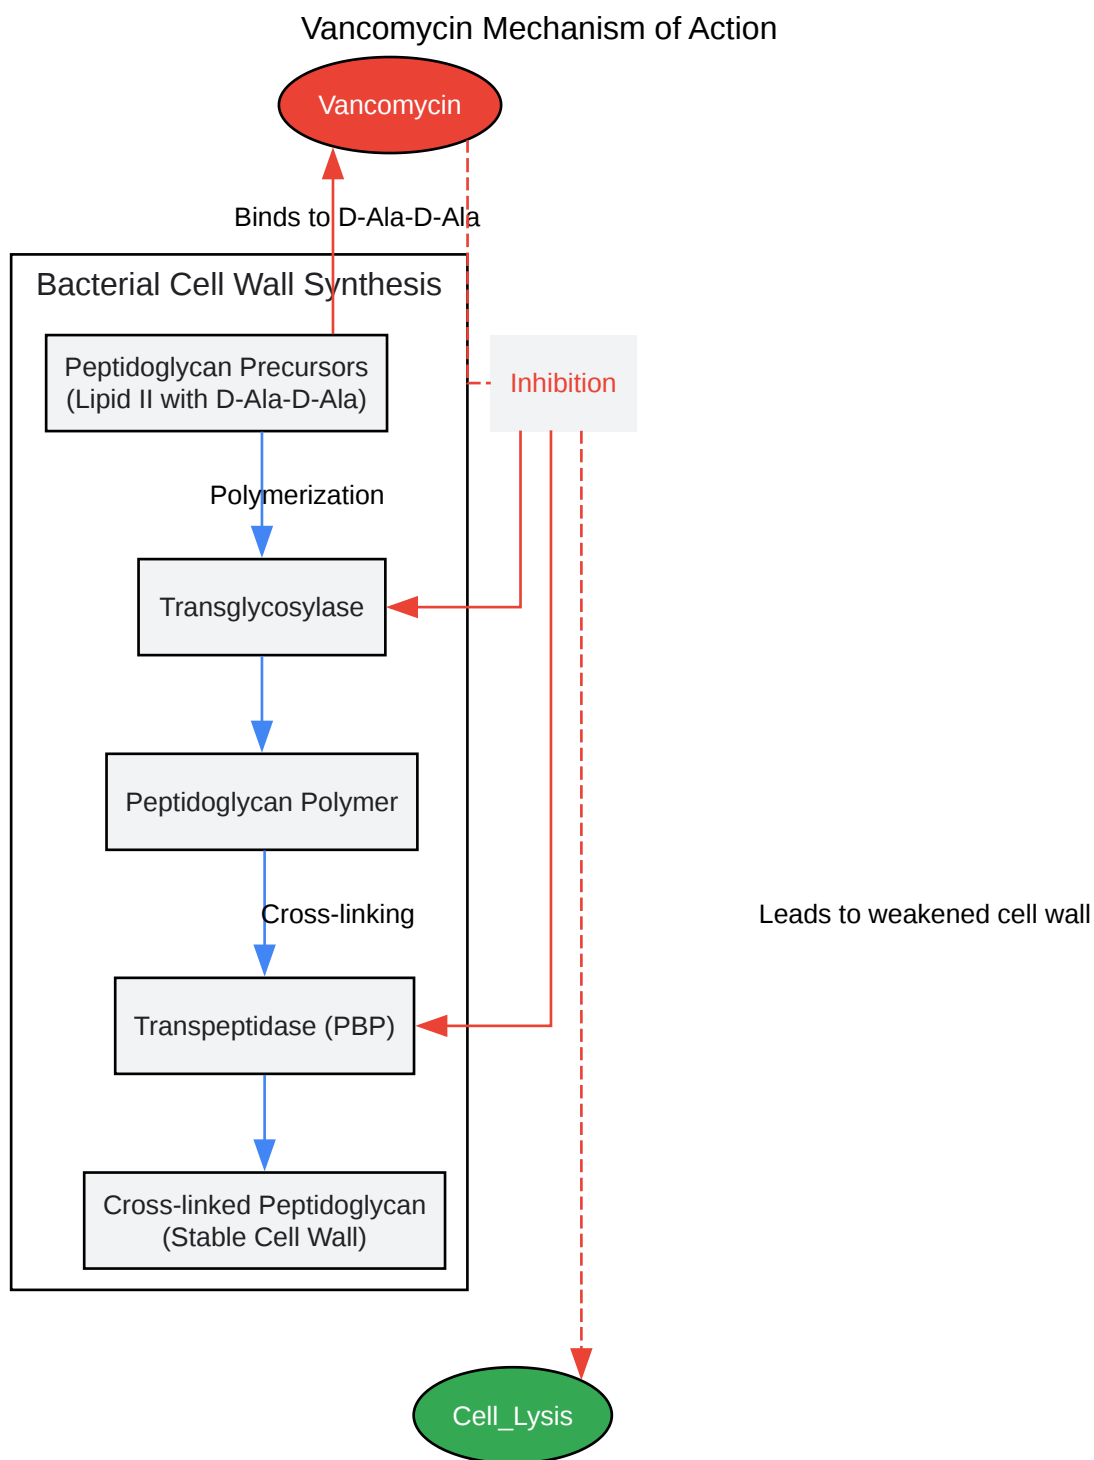 Vancomycin Mechanism of Action
Vancomycin
Binds to D-Ala-D-Ala
Bacterial Cell Wall Synthesis
Peptidoglycan Precursors
(Lipid II with D-Ala-D-Ala)
Inhibition
Polymerization
Transglycosylase
Peptidoglycan Polymer
Cross-linking
Leads to weakened cell wall
Transpeptidase (PBP)
Cross-linked Peptidoglycan
(Stable Cell Wall)
Cell_Lysis